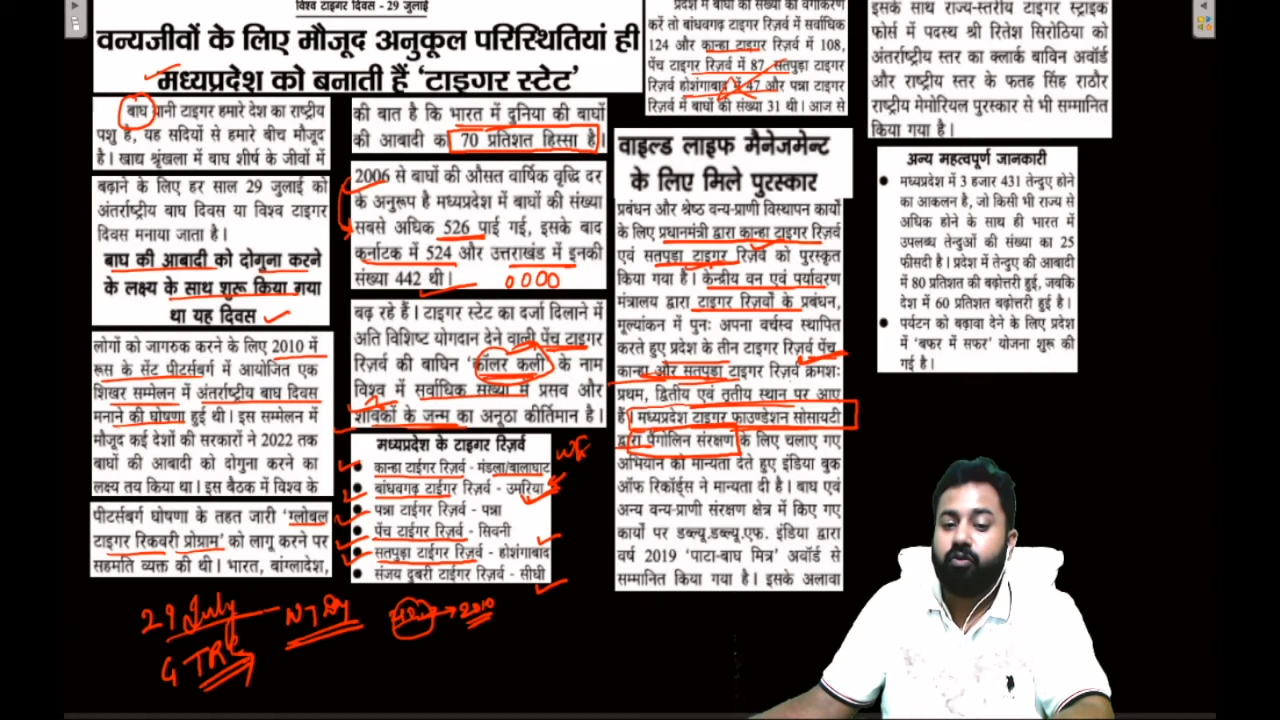 विश्व टाइगर दिवस - 29 जुलाई
वन्यजीवों के लिए मौजूद अनुकूल परिस्थितियां ही
मध्यप्रदेश को बनाती हैं ‘टाइगर स्टेट’
बाघ यानी टाइगर हमारे देश का राष्ट्रीय
पशु है, यह सदियों से हमारे बीच मौजूद
है। खाद्य श्रृंखला में बाघ शीर्ष के जीवों में
बढ़ाने के लिए हर साल 29 जुलाई को
अंतर्राष्ट्रीय बाघ दिवस या विश्व टाइगर
दिवस मनाया जाता है।
बाघ की आबादी को दोगुना करने
के लक्ष्य के साथ शुरू किया गया
था यह दिवस
लोगों को जागरुक करने के लिए 2010 में
रूस के सेंट पीटर्सबर्ग में आयोजित एक
शिखर सम्मेलन में अंतर्राष्ट्रीय बाघ दिवस
मनाने की घोषणा हुई थी। इस सम्मेलन में
मौजूद कई देशों की सरकारों ने 2022 तक
बाघों की आबादी को दोगुना करने का
लक्ष्य तय किया था। इस बैठक में विश्व के
पीटर्सबर्ग घोषणा के तहत जारी ‘ग्लोबल
टाइगर रिकवरी प्रोग्राम’ को लागू करने पर
सहमति व्यक्त की थी। भारत, बांग्लादेश,
29 July
N T Day
2010
GTRP
की बात है कि भारत में दुनिया की बाघों
की आबादी का 70 प्रतिशत हिस्सा है।
2006 से बाघों की औसत वार्षिक वृद्धि दर
के अनुरूप है मध्यप्रदेश में बाघों की संख्या
सबसे अधिक 526 पाई गई, इसके बाद
कर्नाटक में 524 और उत्तराखंड में इनकी
संख्या 442 थी।
0000
बढ़ रहे हैं। टाइगर स्टेट का दर्जा दिलाने में
अति विशिष्ट योगदान देने वाली पेंच टाइगर
रिजर्व की बाघिन ‘कॉलर वाली’ के नाम
विश्व में सर्वाधिक संख्या में प्रसव और
शावकों के जन्म का अनूठा कीर्तिमान है।
मध्यप्रदेश के टाइगर रिज़र्व
● कान्हा टाईगर रिज़र्व - मंडला/बालाघाट
● बांधवगढ़ टाईगर रिज़र्व - उमरिया
● पन्ना टाईगर रिज़र्व - पन्ना
● पेंच टाईगर रिज़र्व - सिवनी
● सतपुड़ा टाईगर रिज़र्व - होशंगाबाद
● संजय दुबरी टाईगर रिज़र्व - सीधी
प्रदेश में बाघों की संख्या का वर्गीकरण
करें तो बांधवगढ़ टाइगर रिज़र्व में सर्वाधिक
124 और कान्हा टाइगर रिज़र्व में 108,
पेंच टाइगर रिज़र्व में 87, सतपुड़ा टाइगर
रिज़र्व होशंगाबाद में 47 और पन्ना टाइगर
रिज़र्व में बाघों की संख्या 31 थी। आज से
वाइल्ड लाइफ मैनेजमेन्ट
के लिए मिले पुरस्कार
प्रबंधन और श्रेष्ठ वन्य-प्राणी विस्थापन कार्यों
के लिए प्रधानमंत्री द्वारा कान्हा टाइगर रिज़र्व
एवं सतपुड़ा टाइगर रिज़र्व को पुरस्कृत
किया गया है। केन्द्रीय वन एवं पर्यावरण
मंत्रालय द्वारा टाइगर रिज़र्वों के प्रबंधन,
मूल्यांकन में पुनः अपना वर्चस्व स्थापित
करते हुए प्रदेश के तीन टाइगर रिज़र्व पेंच
कान्हा और सतपुड़ा टाइगर रिज़र्व क्रमशः
प्रथम, द्वितीय एवं तृतीय स्थान पर आए
हैं। मध्यप्रदेश टाइगर फाउण्डेशन सोसायटी
द्वारा पैंगोलिन संरक्षण के लिए चलाए गए
अभियान को मान्यता देते हुए इंडिया बुक
ऑफ रिकॉर्ड्स ने मान्यता दी है। बाघ एवं
अन्य वन्य-प्राणी संरक्षण क्षेत्र में किए गए
कार्यों पर डब्ल्यू.डब्ल्यू.एफ. इंडिया द्वारा
वर्ष 2019 ‘पाटा-बाघ मित्र’ अवॉर्ड से
सम्मानित किया गया है। इसके अलावा
इसके साथ राज्य-स्तरीय टाइगर स्ट्राइक
फोर्स में पदस्थ श्री रितेश सिरोठिया को
अंतर्राष्ट्रीय स्तर का क्लार्क बाविन अवॉर्ड
और राष्ट्रीय स्तर के फतह सिंह राठौर
राष्ट्रीय मेमोरियल पुरस्कार से भी सम्मानित
किया गया है।
अन्य महत्वपूर्ण जानकारी
● मध्यप्रदेश में 3 हजार 431 तेन्दुए होने
का आकलन है, जो किसी भी राज्य से
अधिक होने के साथ ही भारत में
उपलब्ध तेन्दुओं की संख्या का 25
फीसदी है। प्रदेश में तेन्दुए की आबादी
में 80 प्रतिशत की बढ़ोत्तरी हुई, जबकि
देश में 60 प्रतिशत बढ़ोत्तरी हुई है।
● पर्यटन को बढ़ावा देने के लिए प्रदेश
में ‘बफर में सफर’ योजना शुरू की
गई है।